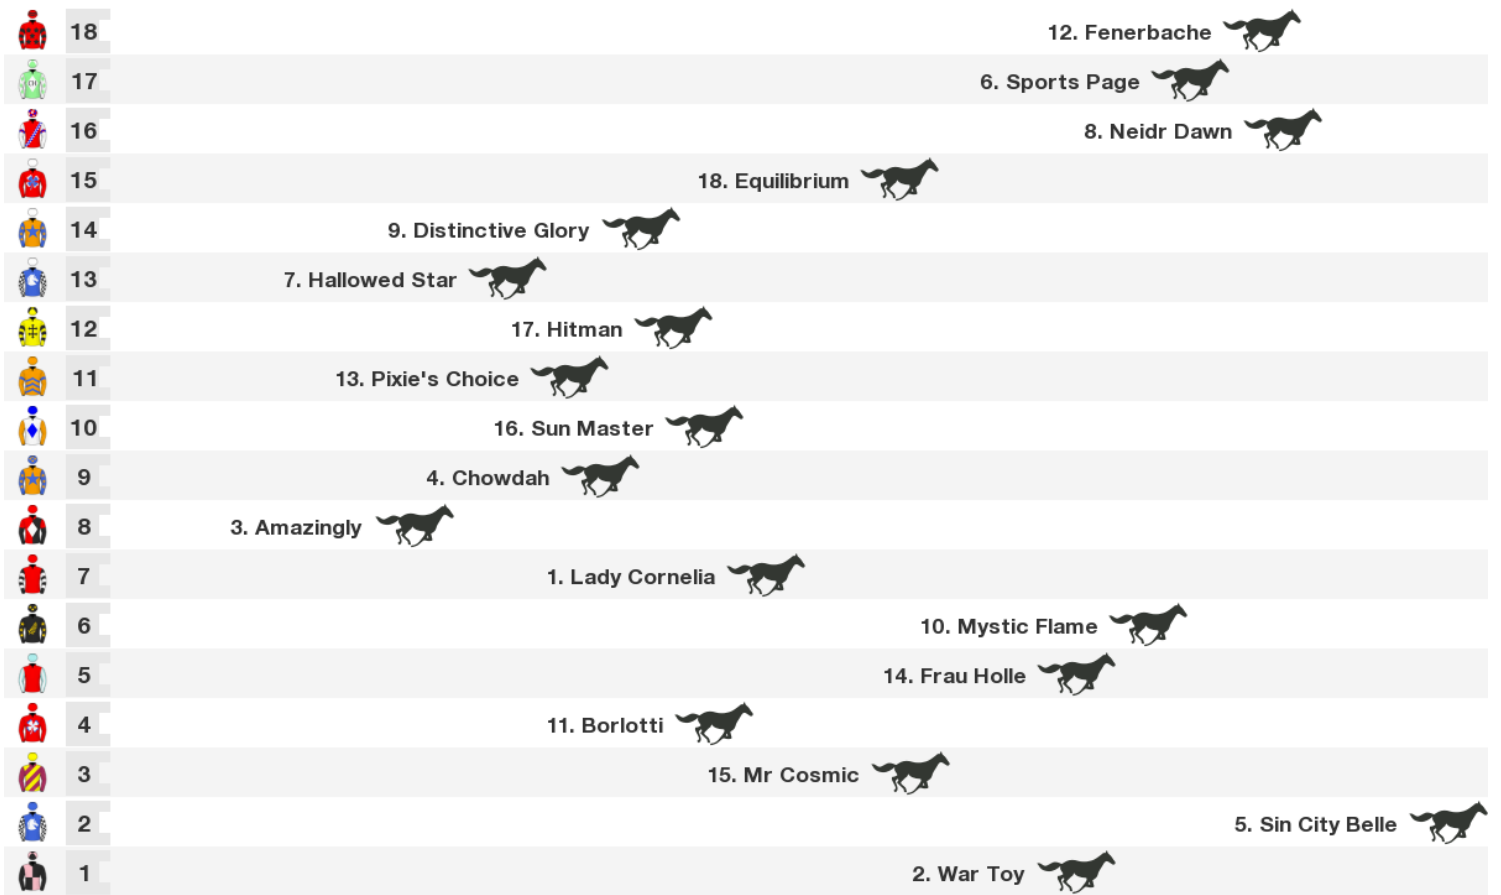 18 12. Fenerbache
17 6. Sports Page
16 8. Neidr Dawn
15 18. Equilibrium
14 9. Distinctive Glory
13 7. Hallowed Star
12 17. Hitman
11 13. Pixie's Choice
10 16. Sun Master
9 4. Chowdah
8 3. Amazingly
7 1. Lady Cornelia
6 10. Mystic Flame
5 14. Frau Holle
4 11. Borlotti
3 15. Mr Cosmic
2 5. Sin City Belle
1 2. War Toy